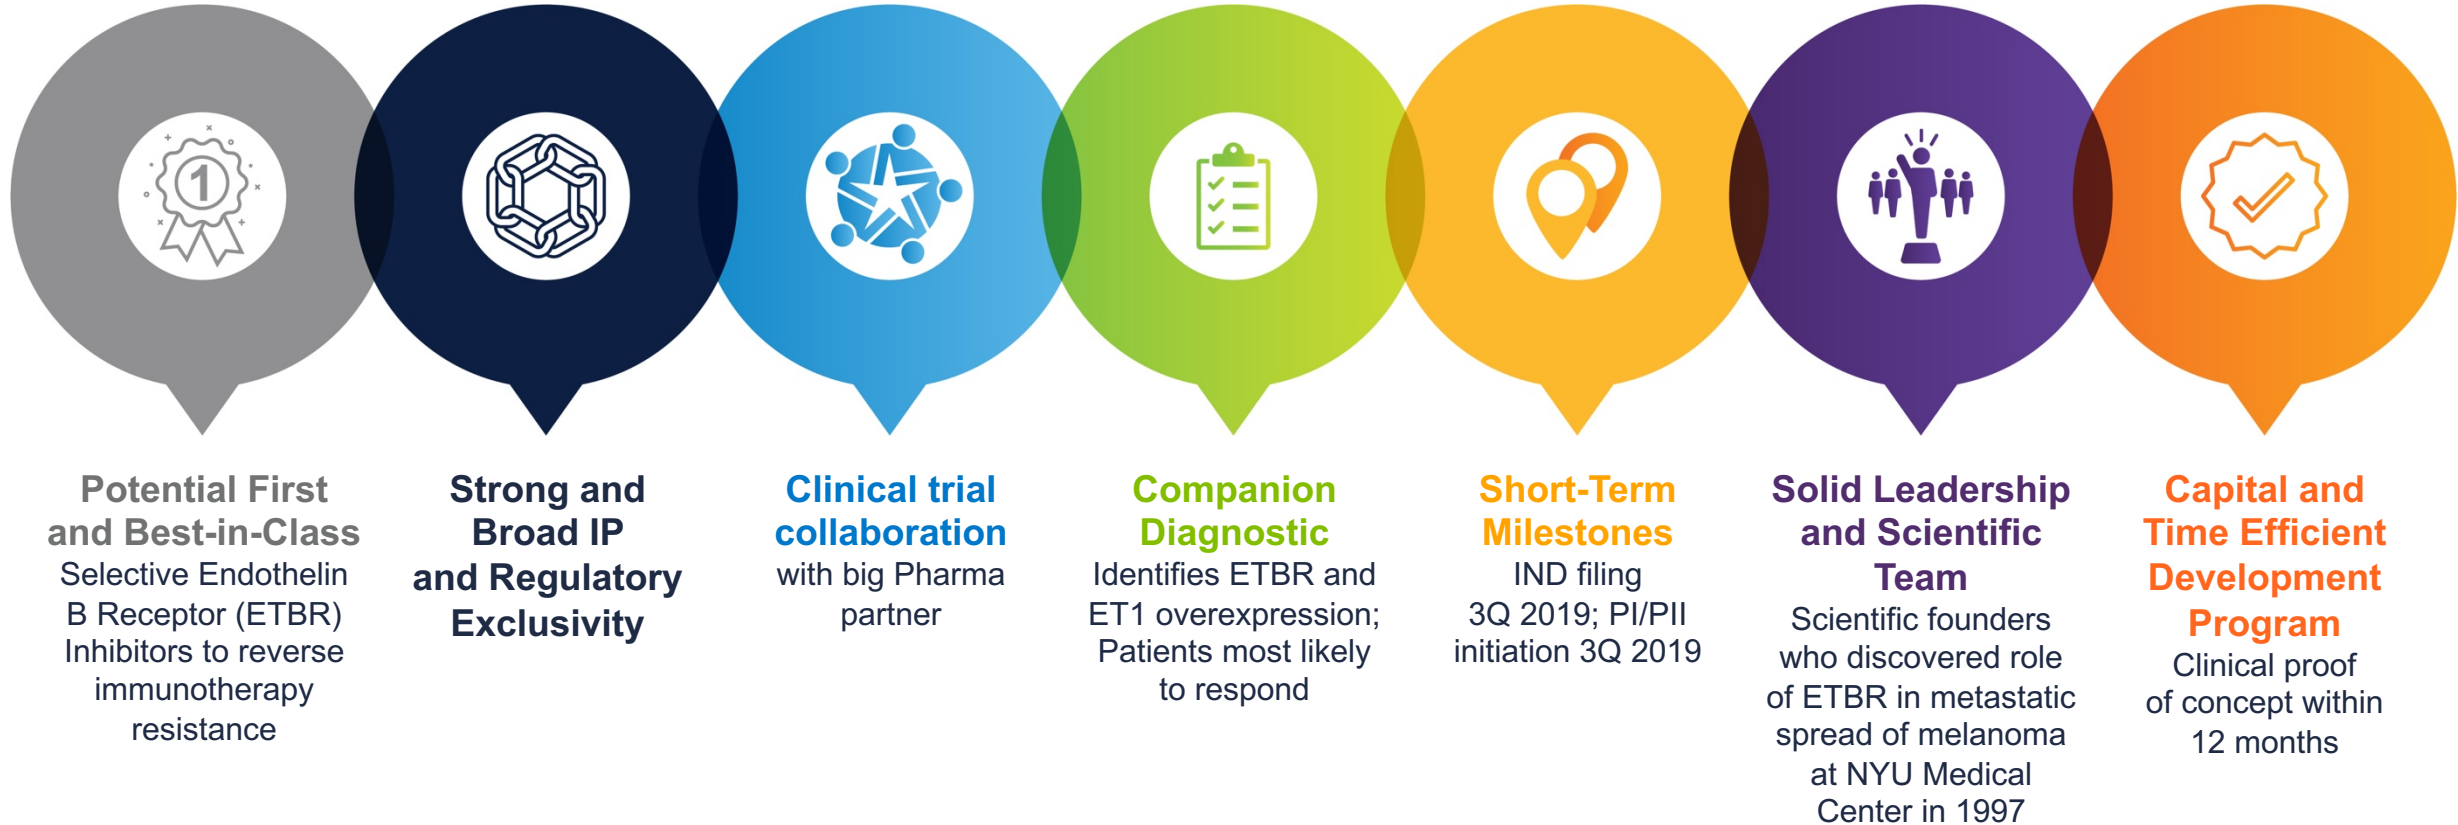 1
Potential First
and Best-in-Class
Selective Endothelin
B Receptor (ETBR)
Inhibitors to reverse
immunotherapy
resistance
Strong and
Broad IP
and Regulatory
Exclusivity
Clinical trial
collaboration
with big Pharma
partner
Companion
Diagnostic
Identifies ETBR and
ET1 overexpression;
Patients most likely
to respond
Short-Term
Milestones
IND filing
3Q 2019; PI/PII
initiation 3Q 2019
Solid Leadership
and Scientific
Team
Scientific founders
who discovered role
of ETBR in metastatic
spread of melanoma
at NYU Medical
Center in 1997
Capital and
Time Efficient
Development
Program
Clinical proof
of concept within
12 months